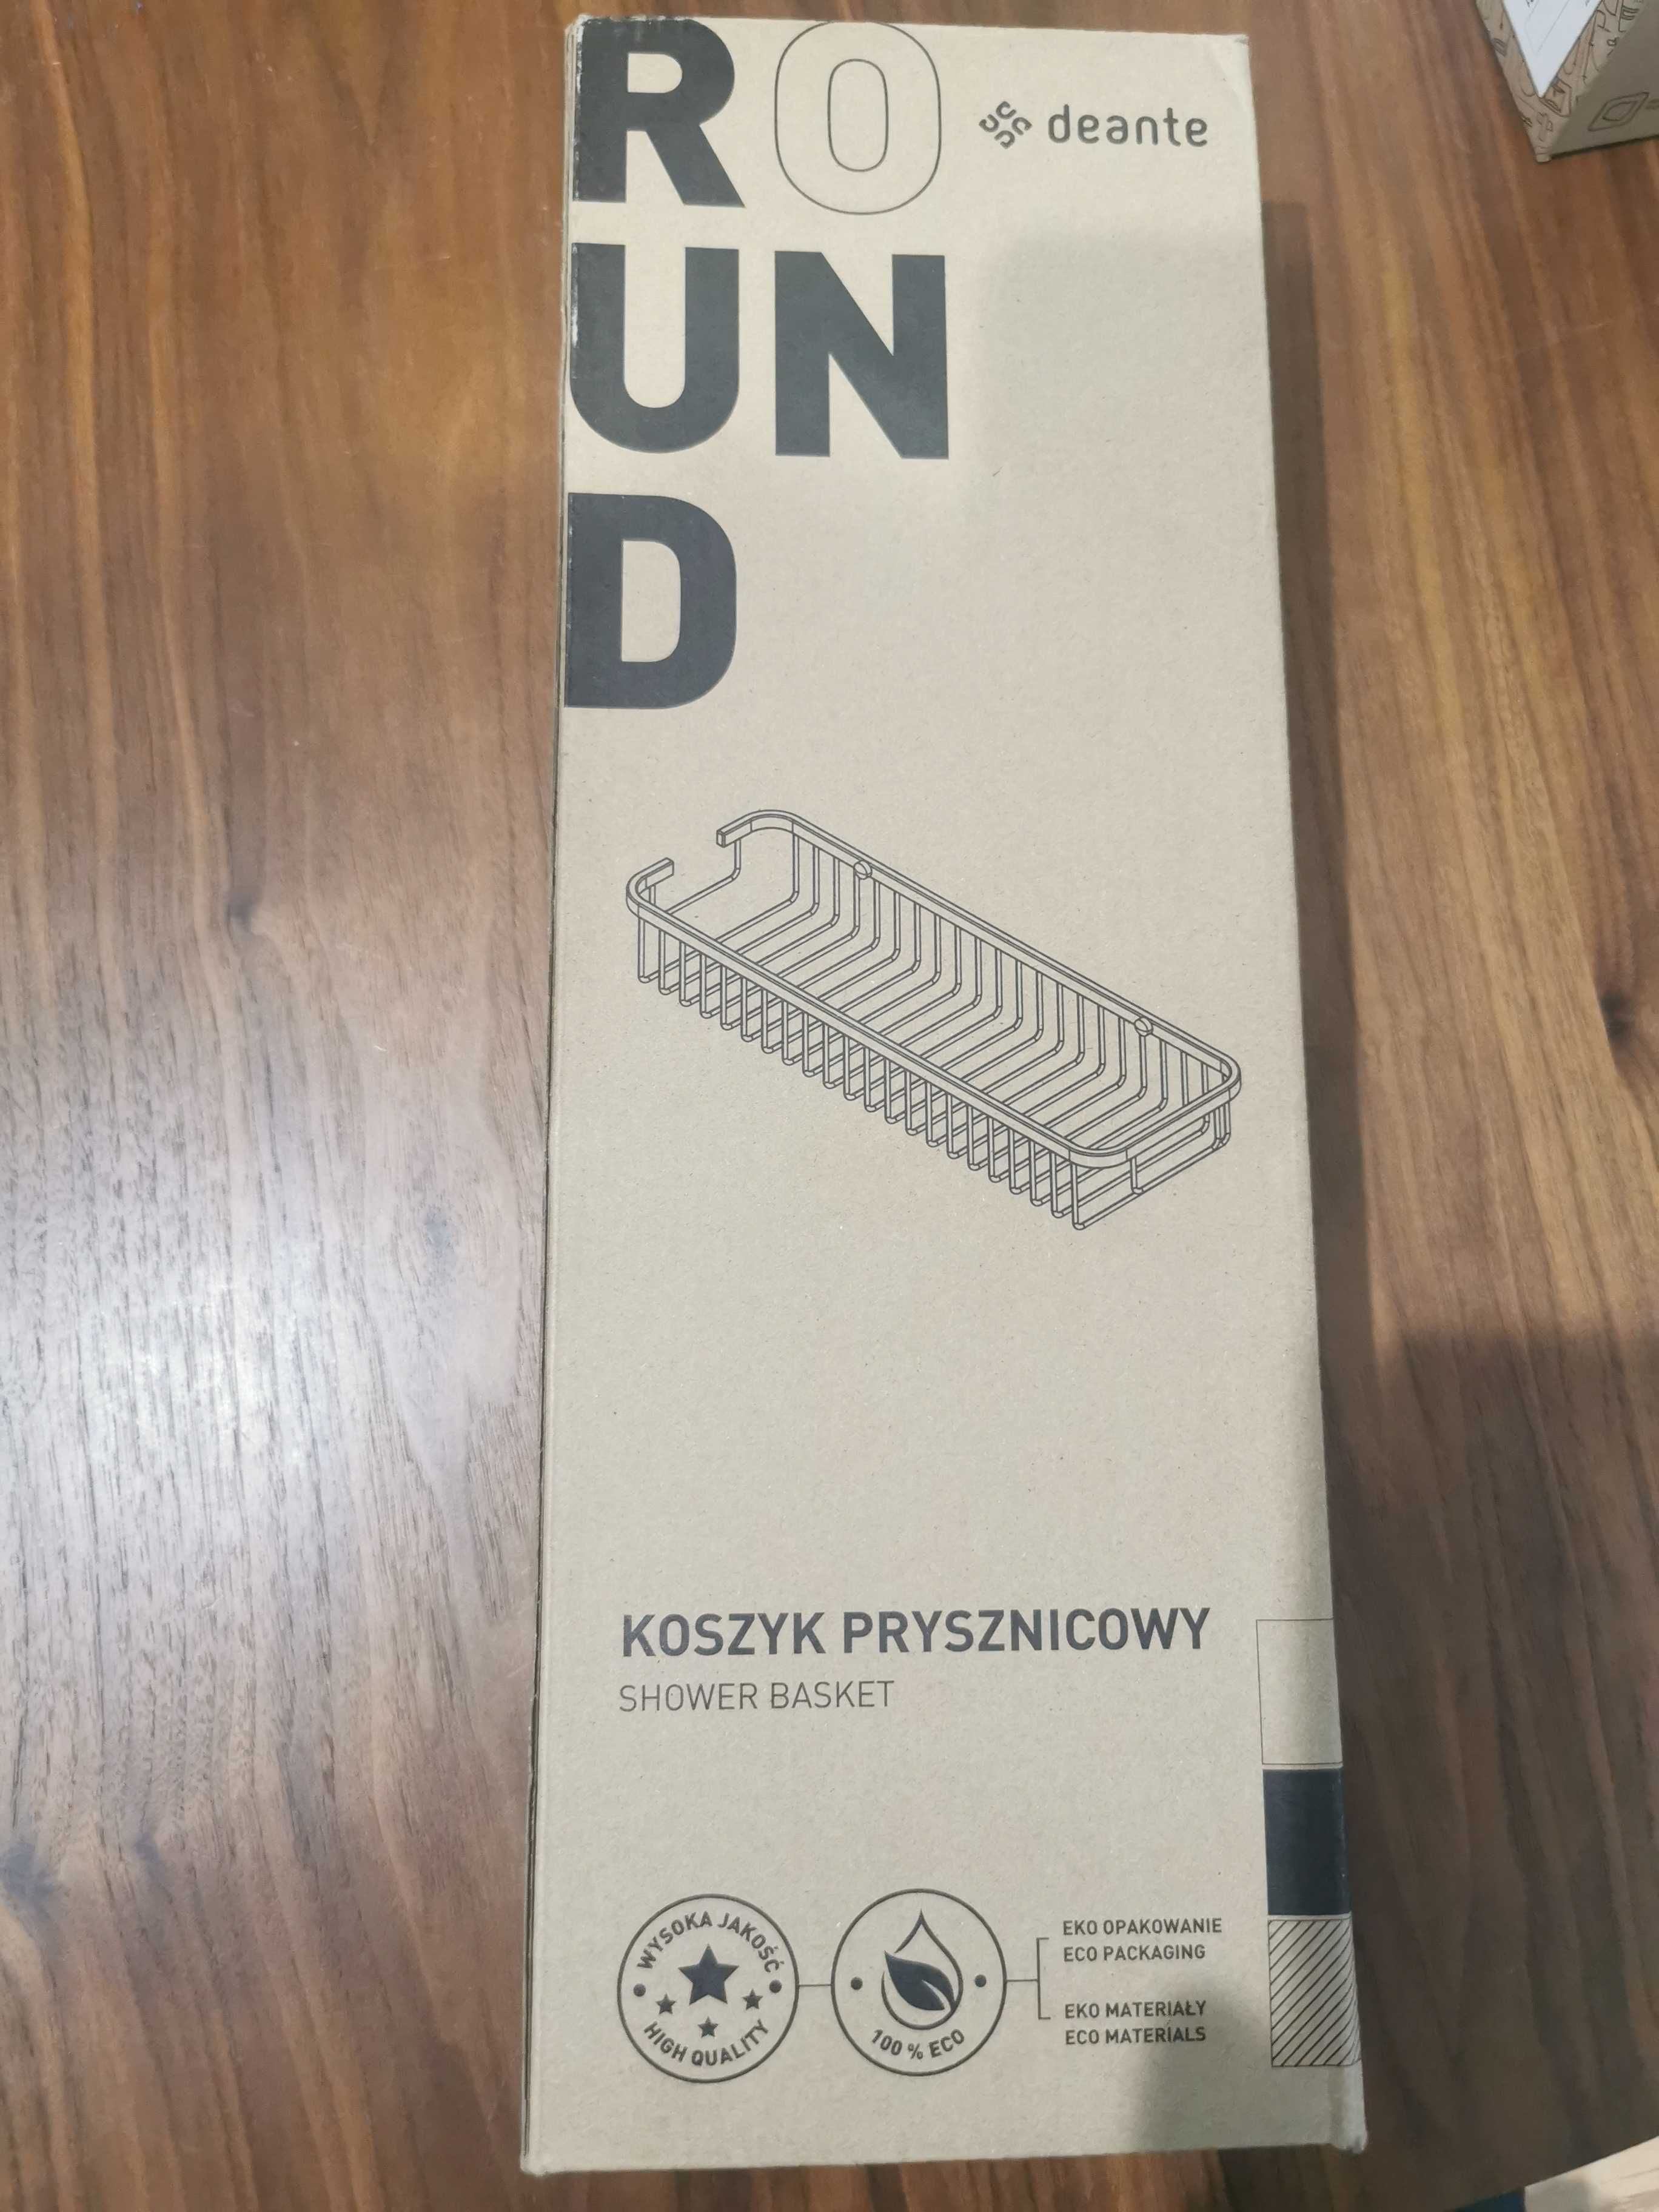 RO
UN
D
deante
KOSZYK PRYSZNICOWY
SHOWER BASKET
WYSOKA JAKOŚĆ
HIGH QUALITY
100 % ECO
EKO OPAKOWANIE
ECO PACKAGING
EKO MATERIAŁY
ECO MATERIALS